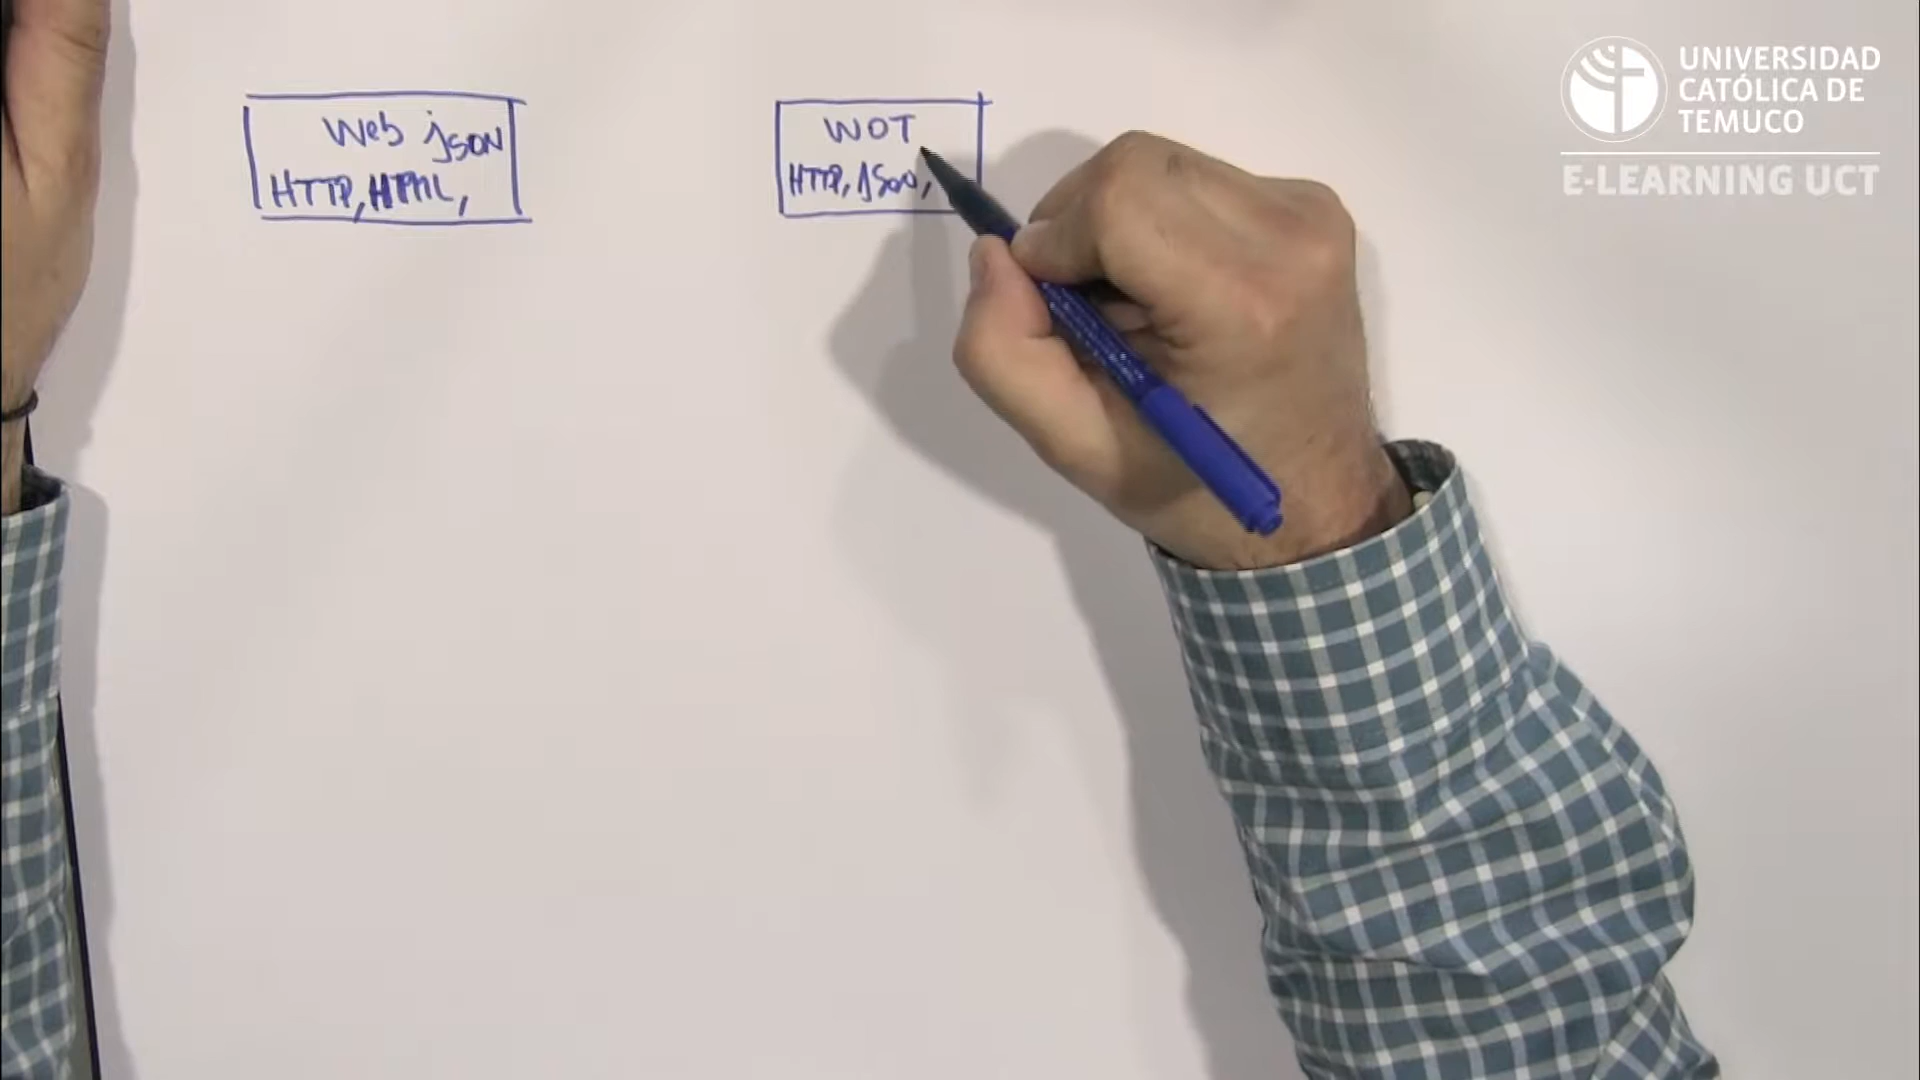 Web json
HTTP, HTML,
WOT
HTTP, json,
UNIVERSIDAD
CATÓLICA DE
TEMUCO
E-LEARNING UCT